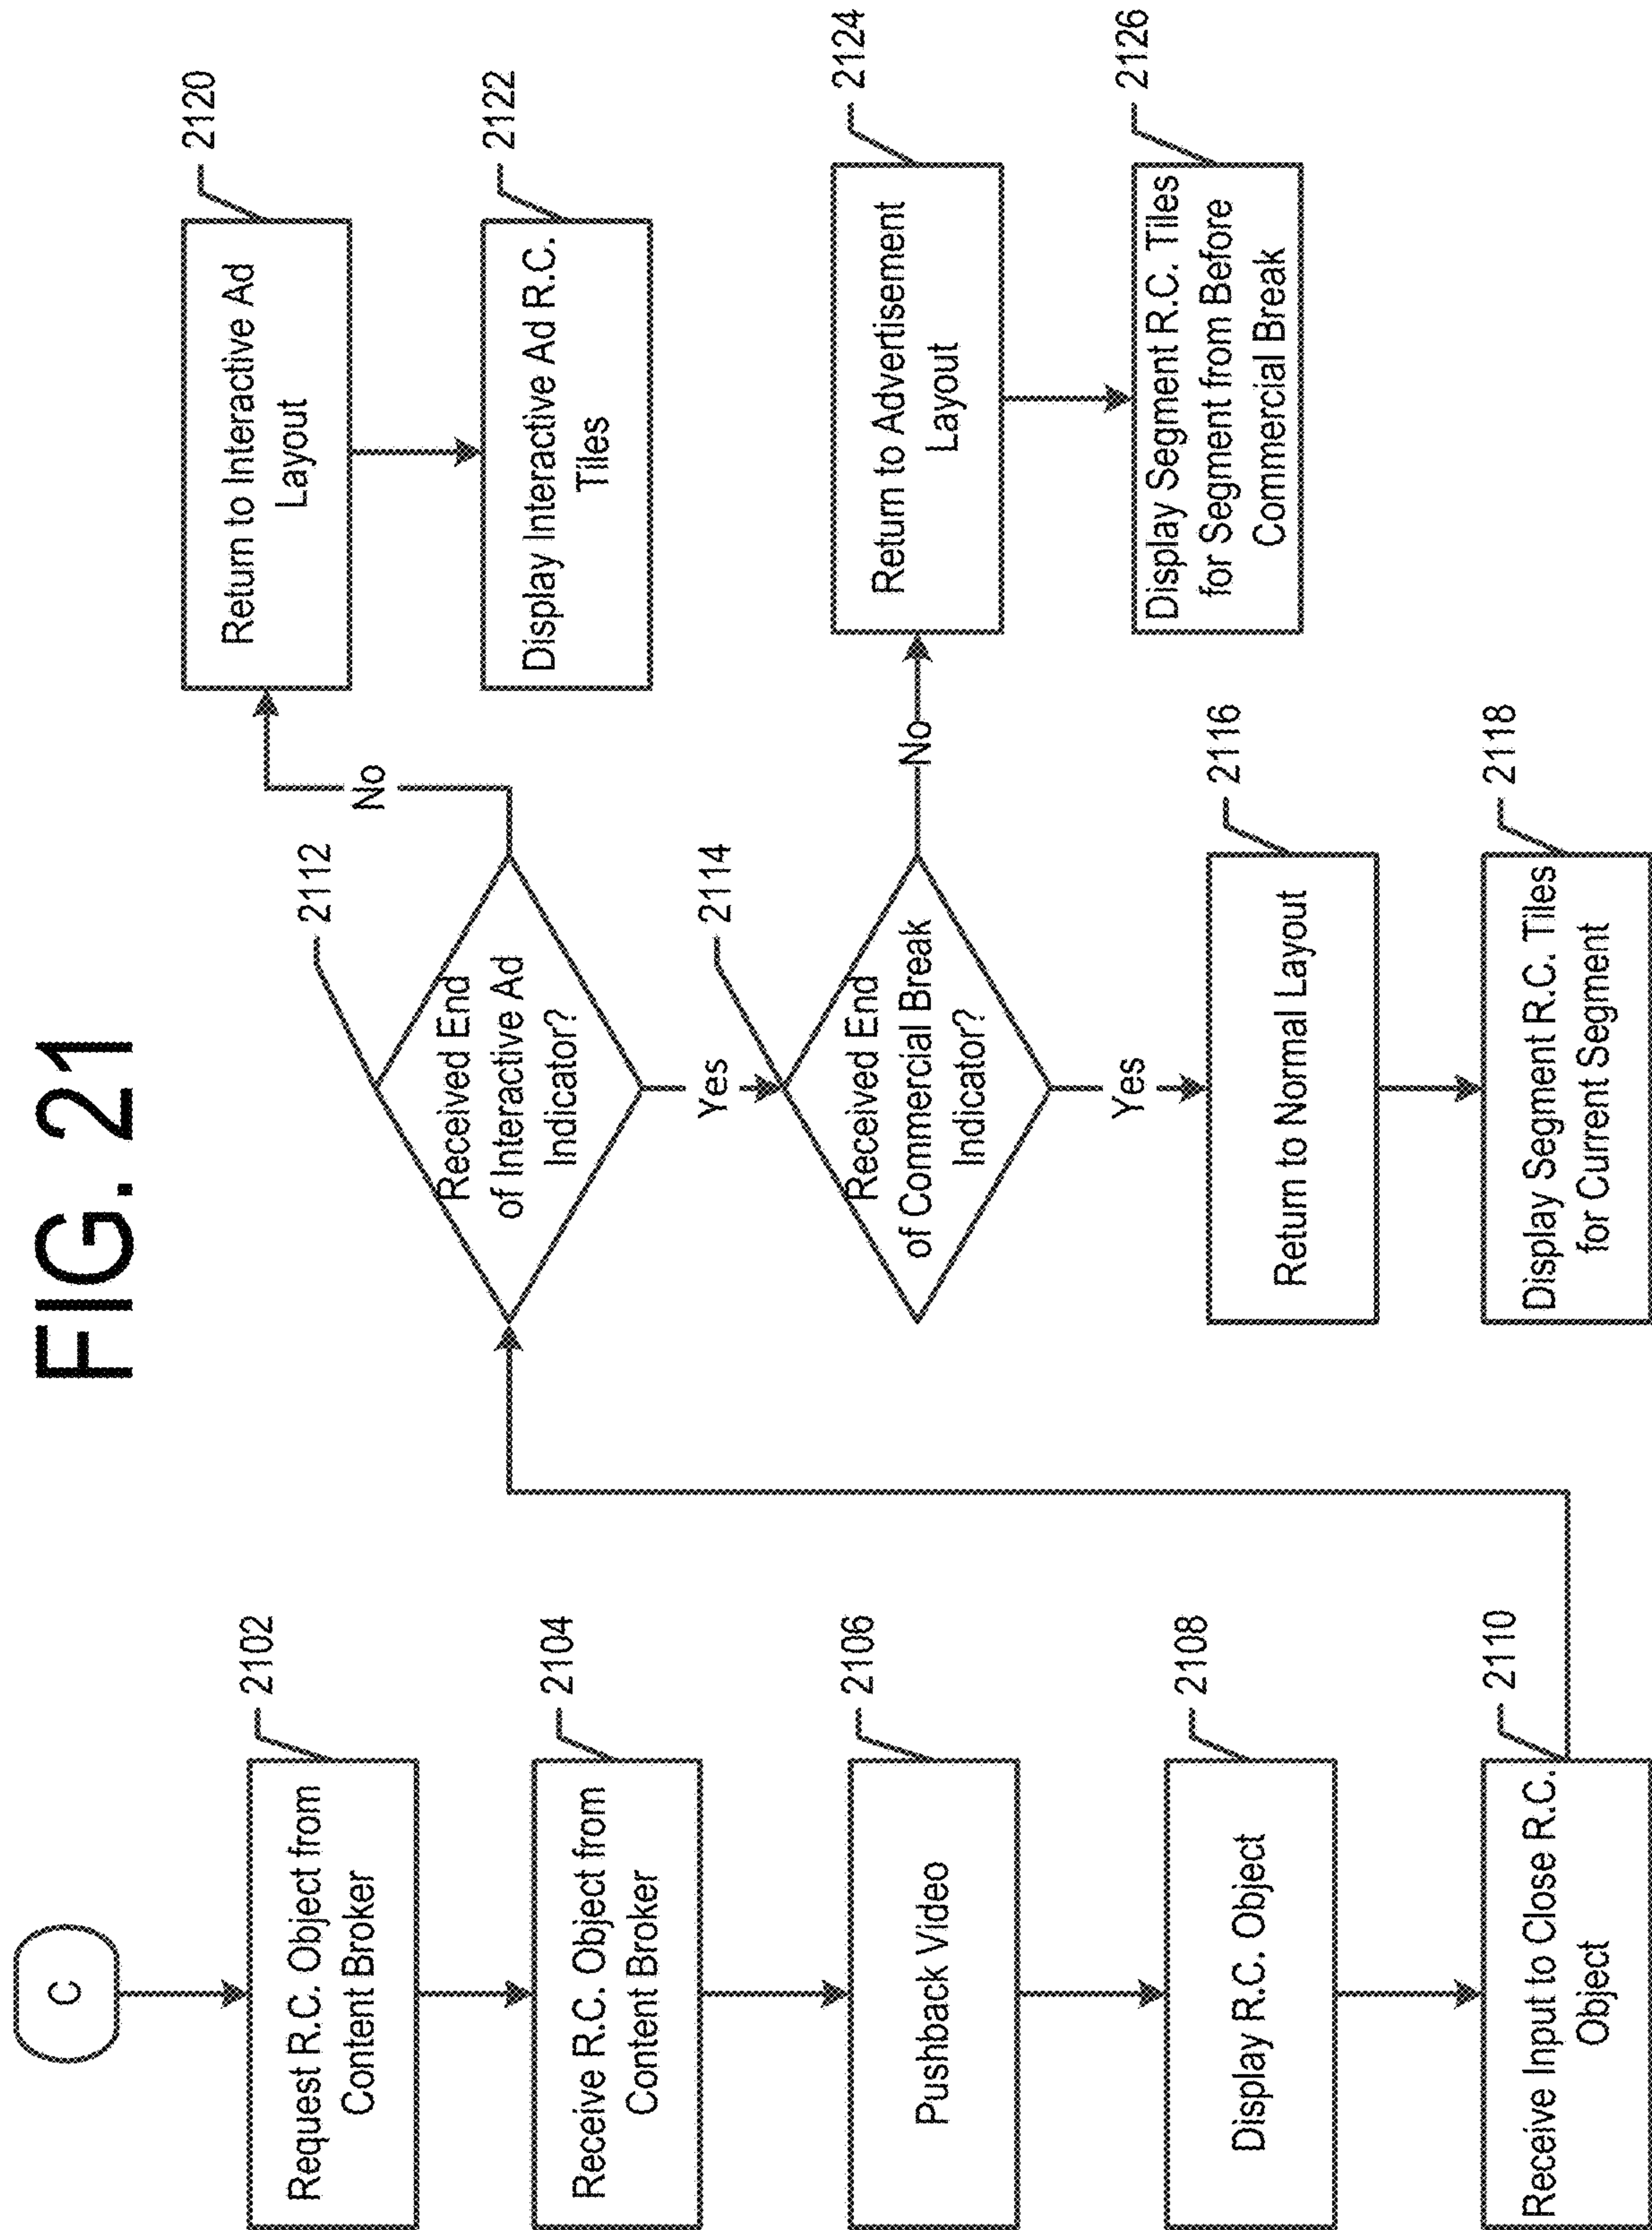 FIG. 21
C
2102
Request R.C. Object from
Content Broker
2104
Receive R.C. Object from
Content Broker
2106
Pushback Video
2108
Display R.C. Object
2110
Receive Input to Close R.C.
Object
2112
Received End
of Interactive Ad
Indicator?
No
Yes
2114
Received End
of Commercial Break
Indicator?
No
Yes
2116
Return to Normal Layout
2118
Display Segment R.C. Tiles
for Current Segment
2120
Return to Interactive Ad
Layout
2122
Display Interactive Ad R.C.
Tiles
2124
Return to Advertisement
Layout
2126
Display Segment R.C. Tiles
for Segment from Before
Commercial Break